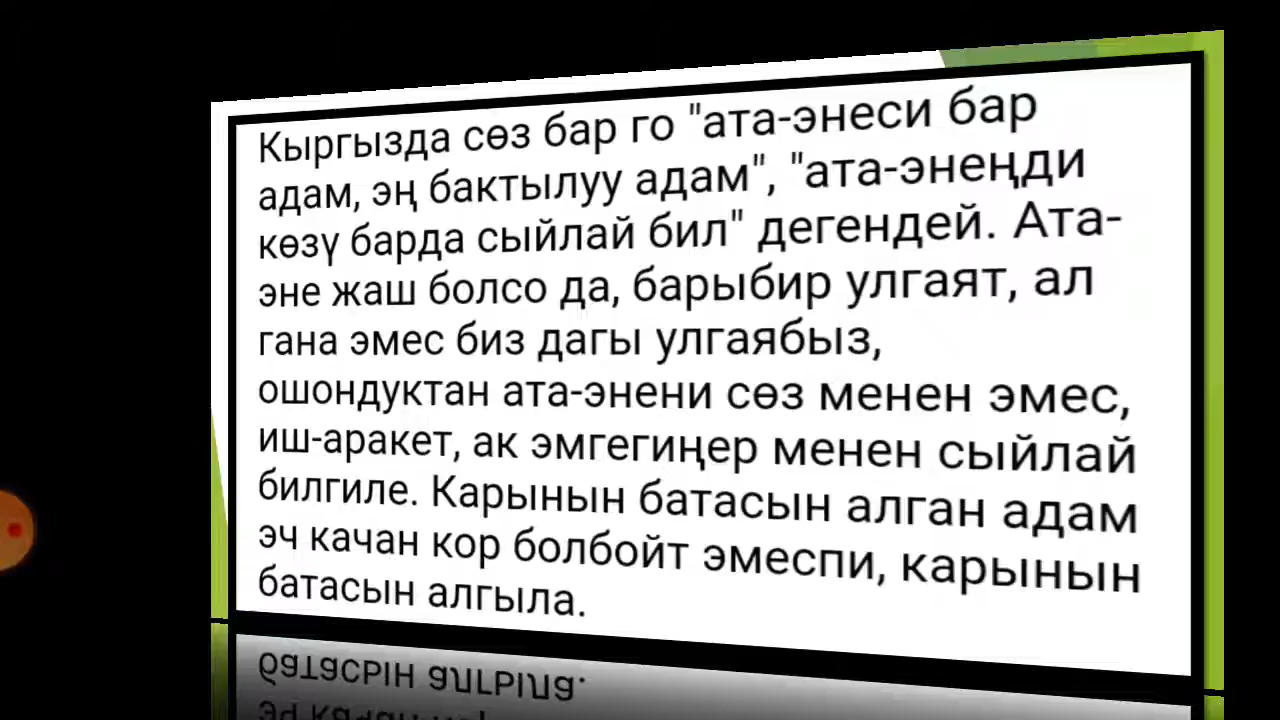 Кыргызда сөз бар го "ата-энеси бар
адам, эң бактылуу адам", "ата-энеңди
көзү барда сыйлай бил" дегендей. Ата-
эне жаш болсо да, барыбир улгаят, ал
гана эмес биз дагы улгаябыз,
ошондуктан ата-энени сөз менен эмес,
иш-аракет, ак эмгегиңер менен сыйлай
билгиле. Карынын батасын алган адам
эч качан кор болбойт эмеспи, карынын
батасын алгыла.